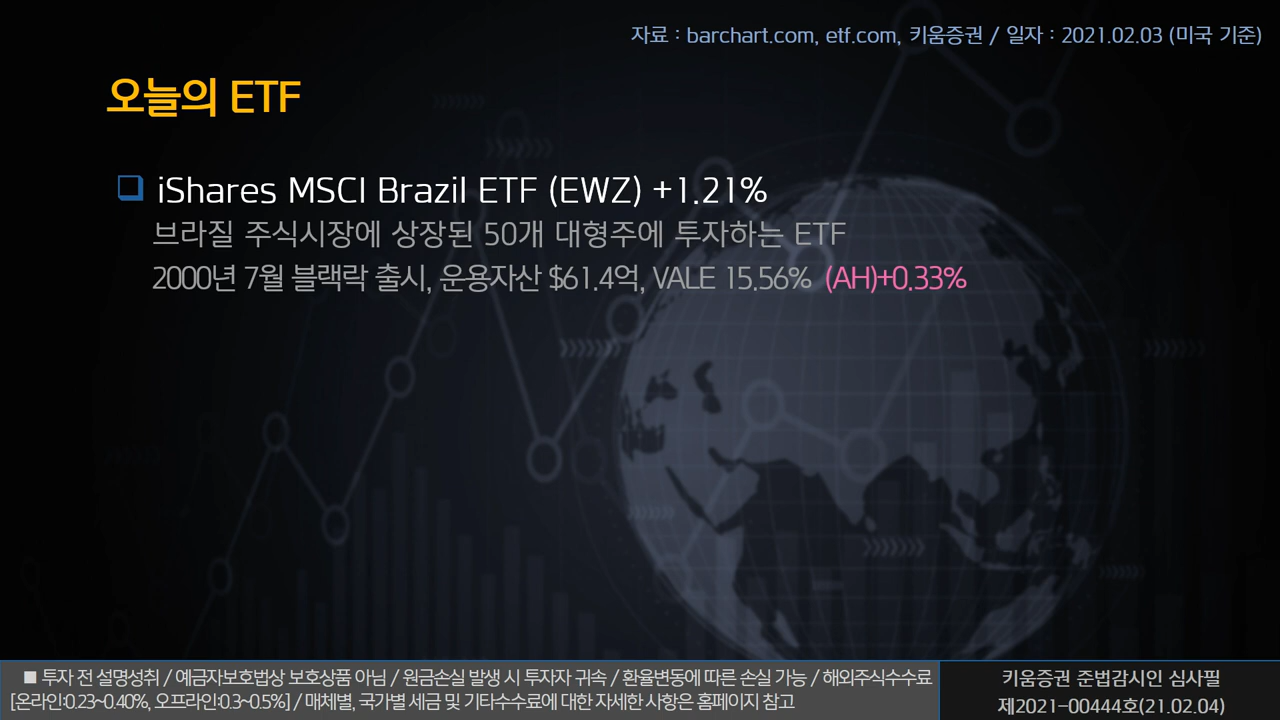 자료 : barchart.com, etf.com, 키움증권 / 일자 : 2021.02.03 (미국 기준)
오늘의 ETF
❏ iShares MSCI Brazil ETF (EWZ) +1.21%
브라질 주식시장에 상장된 50개 대형주에 투자하는 ETF
2000년 7월 블랙락 출시, 운용자산 $61.4억, VALE 15.56% (AH)+0.33%
■ 투자 전 설명성취 / 예금자보호법상 보호상품 아님 / 원금손실 발생 시 투자자 귀속 / 환율변동에 따른 손실 가능 / 해외주식수수료
[온라인:0.23~0.40%, 오프라인:0.3~0.5%] / 매체별, 국가별 세금 및 기타수수료에 대한 자세한 사항은 홈페이지 참고
키움증권 준법감시인 심사필
제2021-00444호(21.02.04)